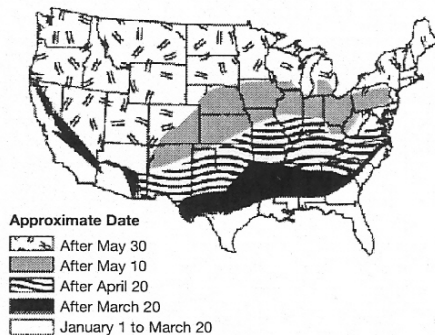 Approximate Date
After May 30
After May 10
After April 20
After March 20
January 1 to March 20